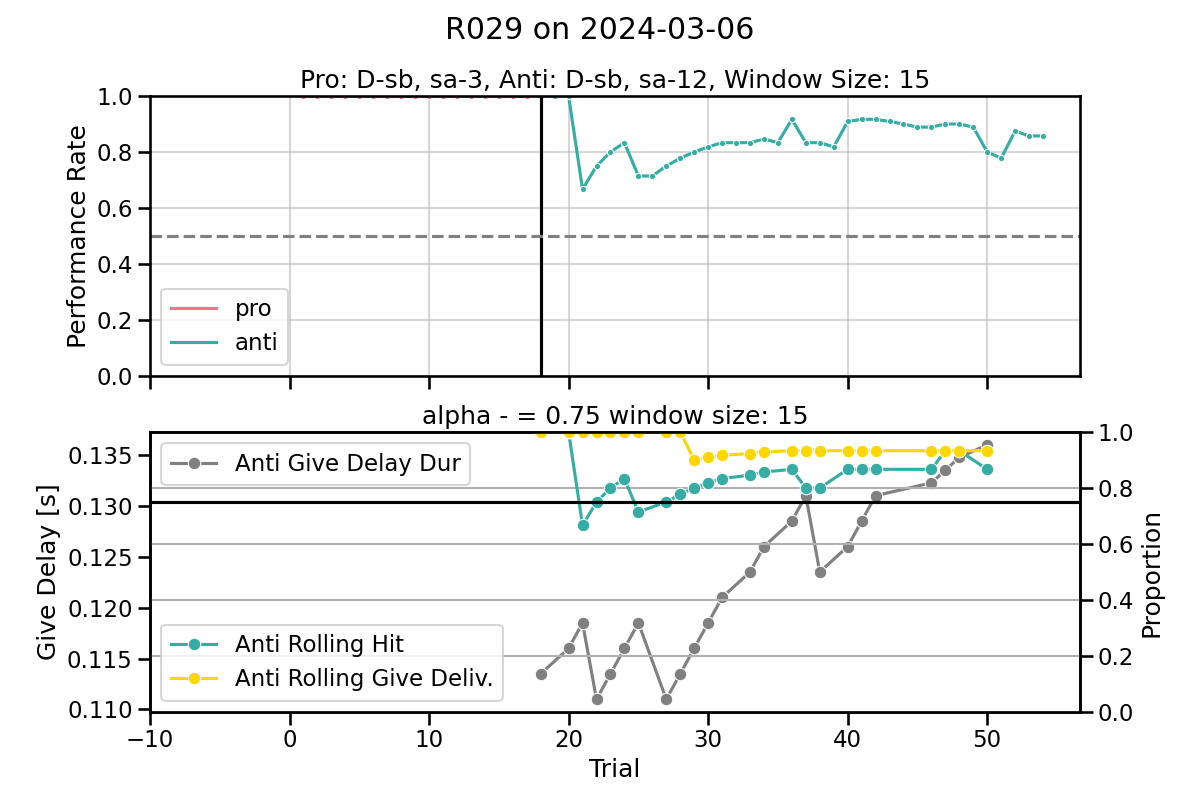 R029 on 2024-03-06
Pro: D-sb, sa-3, Anti: D-sb, sa-12, Window Size: 15
1.0
0.8
0.6
0.4
0.2
0.0
Performance Rate
pro
anti
alpha - = 0.75 window size: 15
0.135
0.130
0.125
0.120
0.115
0.110
Give Delay [s]
Anti Give Delay Dur
Anti Rolling Hit
Anti Rolling Give Deliv.
1.0
0.8
0.6
0.4
0.2
0.0
Proportion
−10 0 10 20 30 40 50
Trial